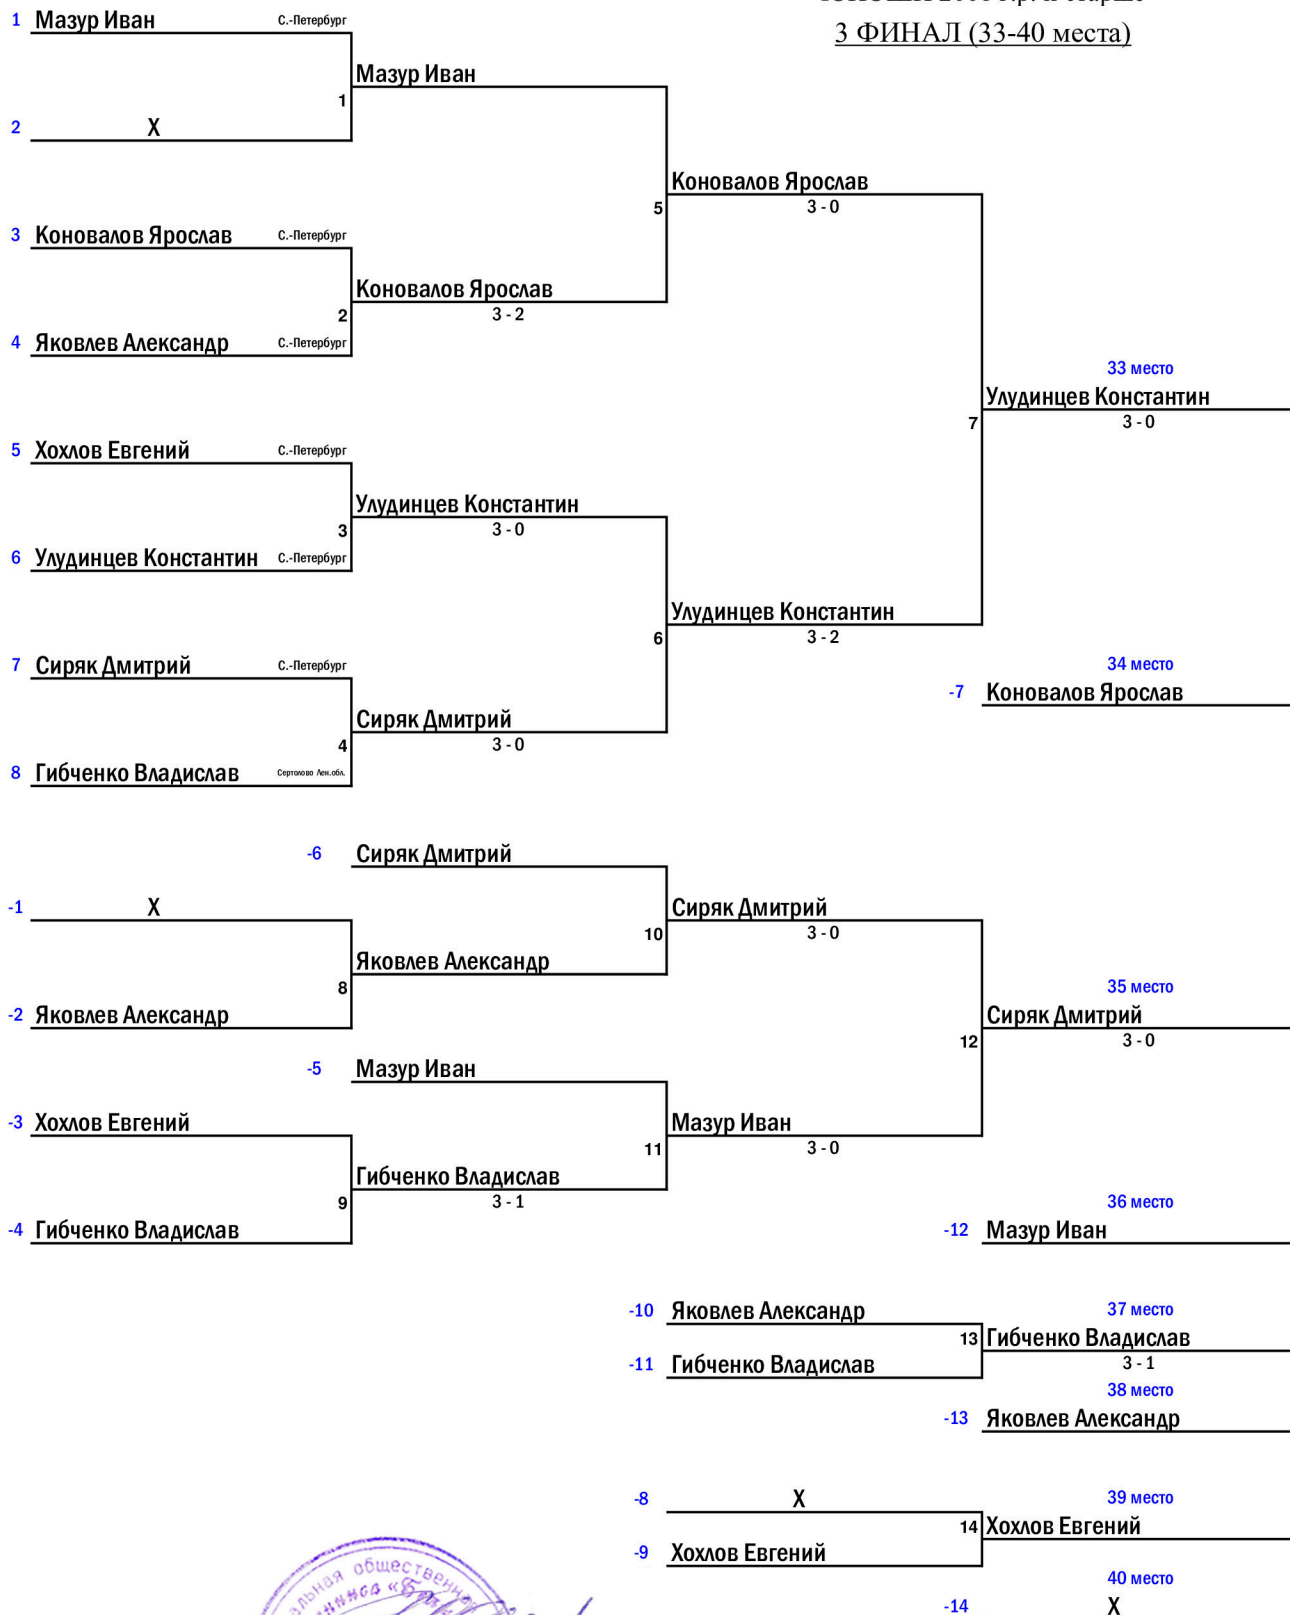 3 ФИНАЛ (33-40 места)
1 Мазур Иван С.-Петербург
Мазур Иван
1
2 X
Коновалов Ярослав
5 3 - 0
3 Коновалов Ярослав С.-Петербург
Коновалов Ярослав
2 3 - 2
4 Яковлев Александр С.-Петербург
33 место
Улудинцев Константин
7 3 - 0
5 Хохлов Евгений С.-Петербург
Улудинцев Константин
3 3 - 0
6 Улудинцев Константин С.-Петербург
Улудинцев Константин
6 3 - 2
7 Сиряк Дмитрий С.-Петербург
34 место
-7 Коновалов Ярослав
Сиряк Дмитрий
4 3 - 0
8 Гибченко Владислав Сертолово Лен.обл.
-6 Сиряк Дмитрий
-1 X
Сиряк Дмитрий
10 3 - 0
Яковлев Александр
8
35 место
-2 Яковлев Александр
Сиряк Дмитрий
12 3 - 0
-5 Мазур Иван
-3 Хохлов Евгений
Мазур Иван
11 3 - 0
Гибченко Владислав
9 3 - 1
36 место
-4 Гибченко Владислав
-12 Мазур Иван
-10 Яковлев Александр
37 место
13 Гибченко Владислав
-11 Гибченко Владислав
3 - 1
38 место
-13 Яковлев Александр
-8 X
39 место
14 Хохлов Евгений
-9 Хохлов Евгений
40 место
-14 X